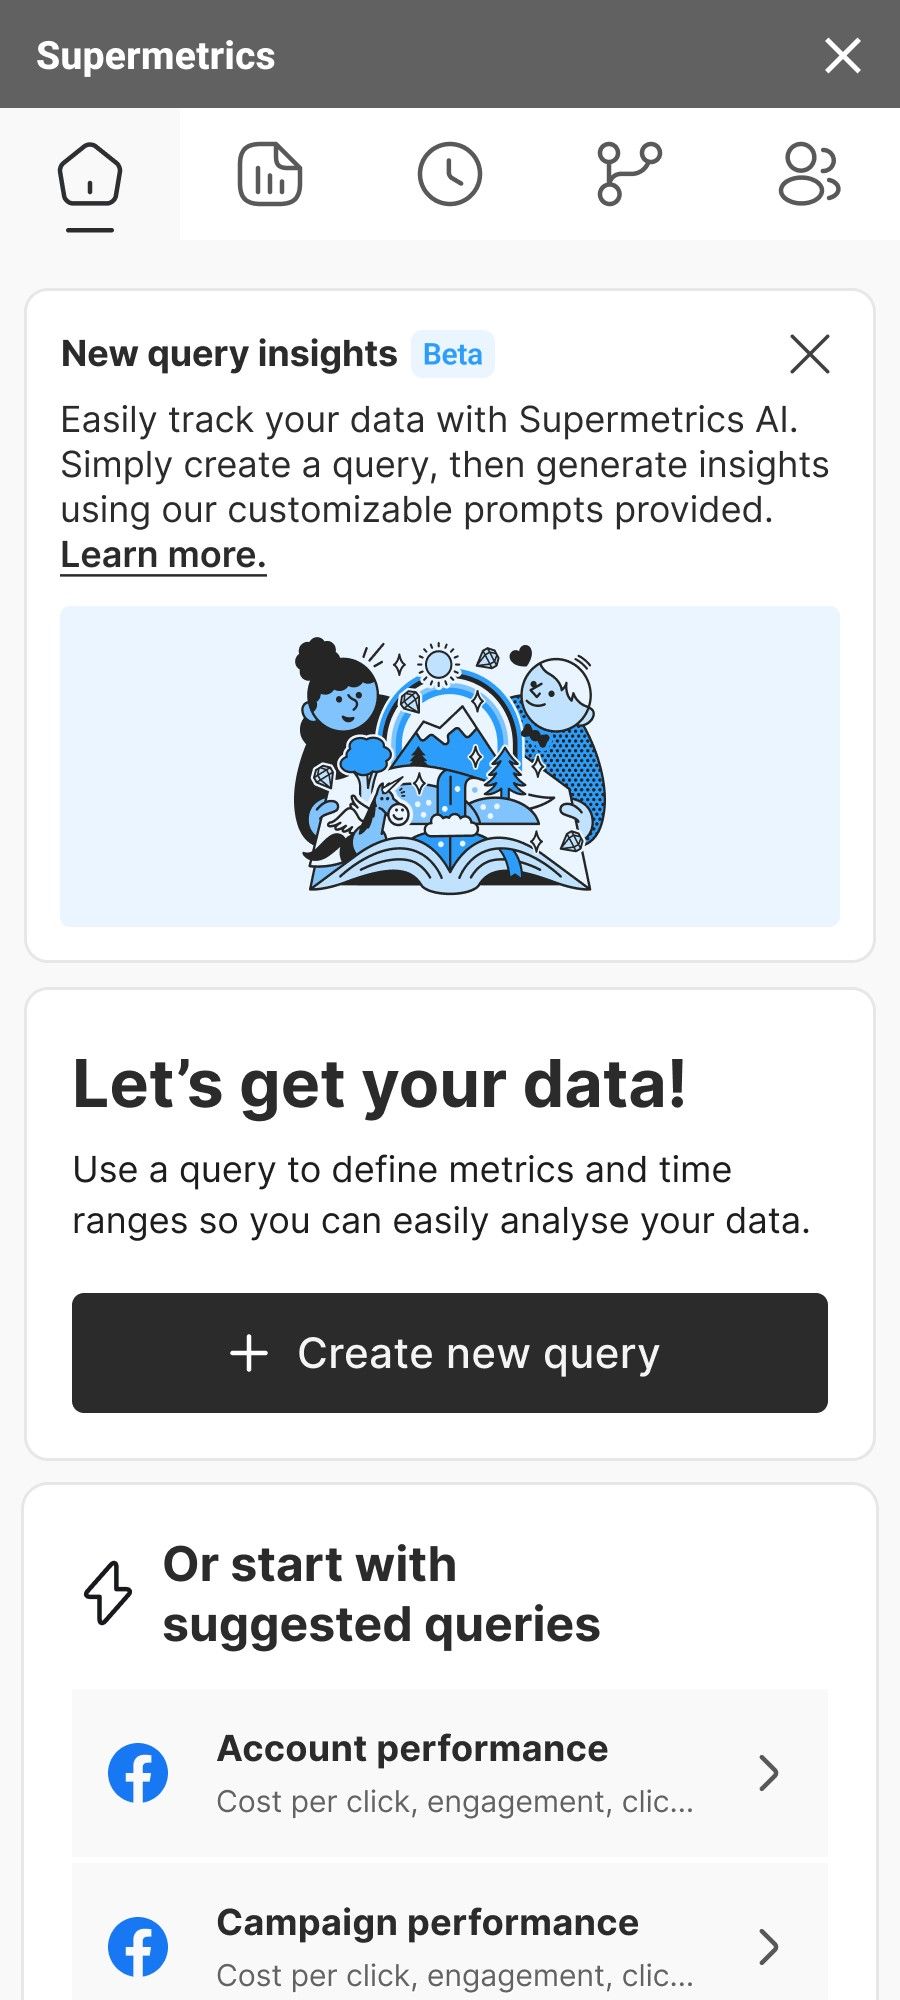 Supermetrics
New query insights Beta
Easily track your data with Supermetrics AI.
Simply create a query, then generate insights
using our customizable prompts provided.
Learn more.
Let’s get your data!
Use a query to define metrics and time
ranges so you can easily analyse your data.
Create new query
Or start with
suggested queries
Account performance
Cost per click, engagement, clic...
Campaign performance
Cost per click, engagement, clic...